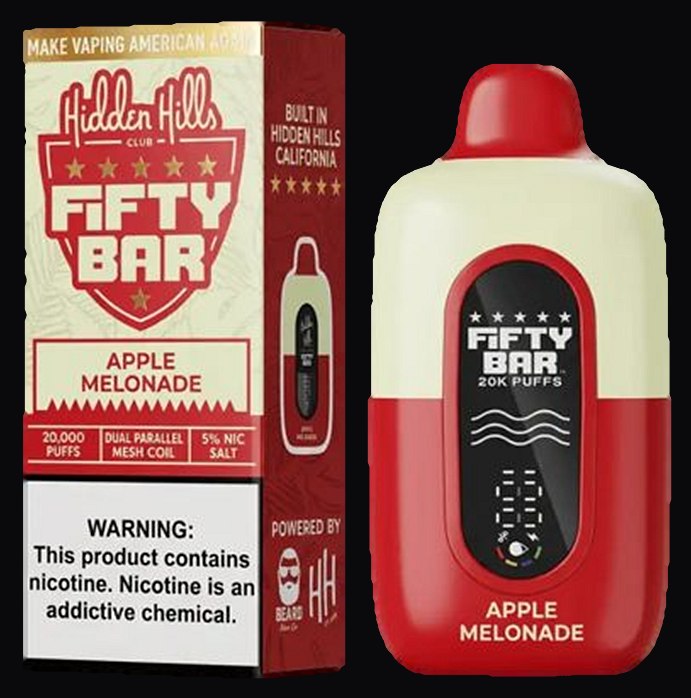 MAKE VAPING AMERICAN AGAIN
Hidden Hills
CLUB
FIFTY
BAR
APPLE
MELONADE
20,000
PUFFS
DUAL PARALLEL
MESH COIL
5% NIC
SALT
WARNING:
This product contains
nicotine. Nicotine is an
addictive chemical.
BUILT IN
HIDDEN HILLS
CALIFORNIA
POWERED BY
BEARD
HH
FIFTY
BAR
20K PUFFS
APPLE
MELONADE